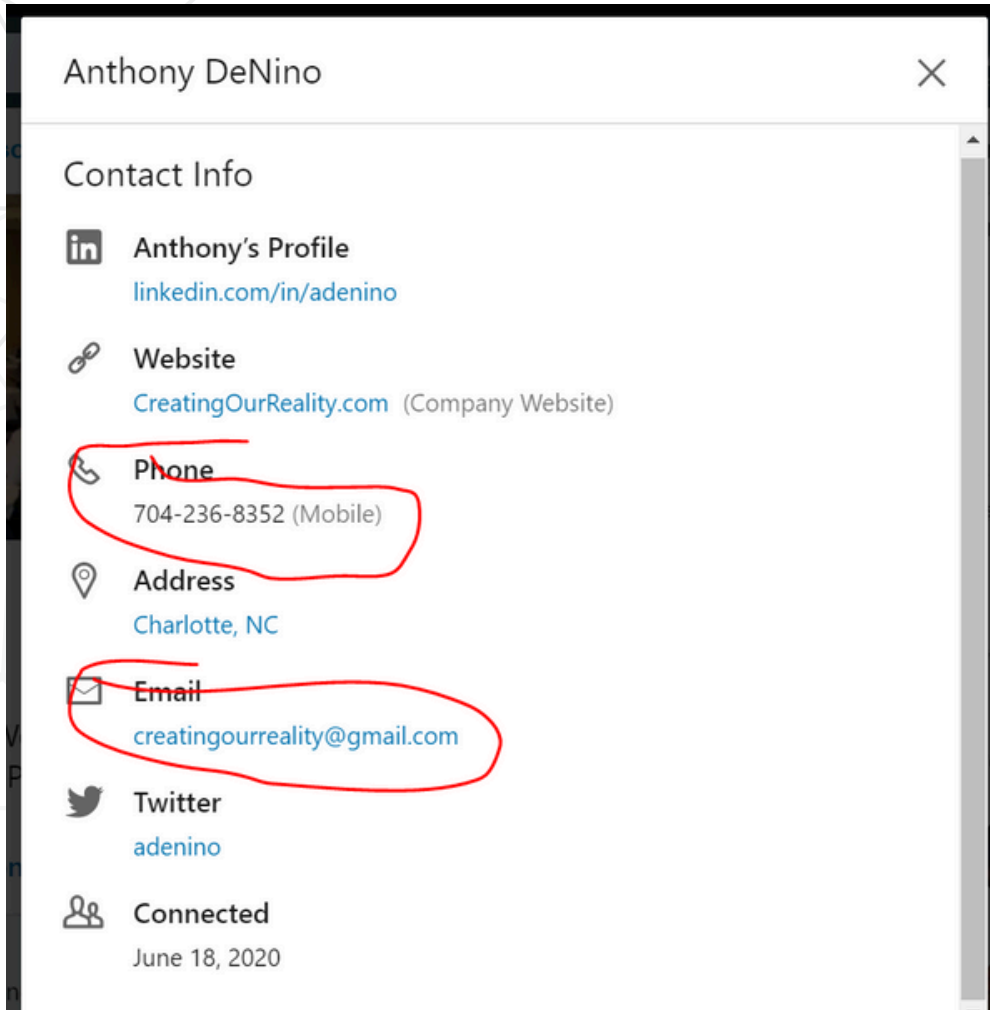 Anthony DeNino
Contact Info
in Anthony's Profile
linkedin.com/in/adenino
Website
CreatingOurReality.com (Company Website)
Phone
704-236-8352 (Mobile)
Address
Charlotte, NC
Email
creatingourreality@gmail.com
Twitter
adenino
Connected
June 18, 2020